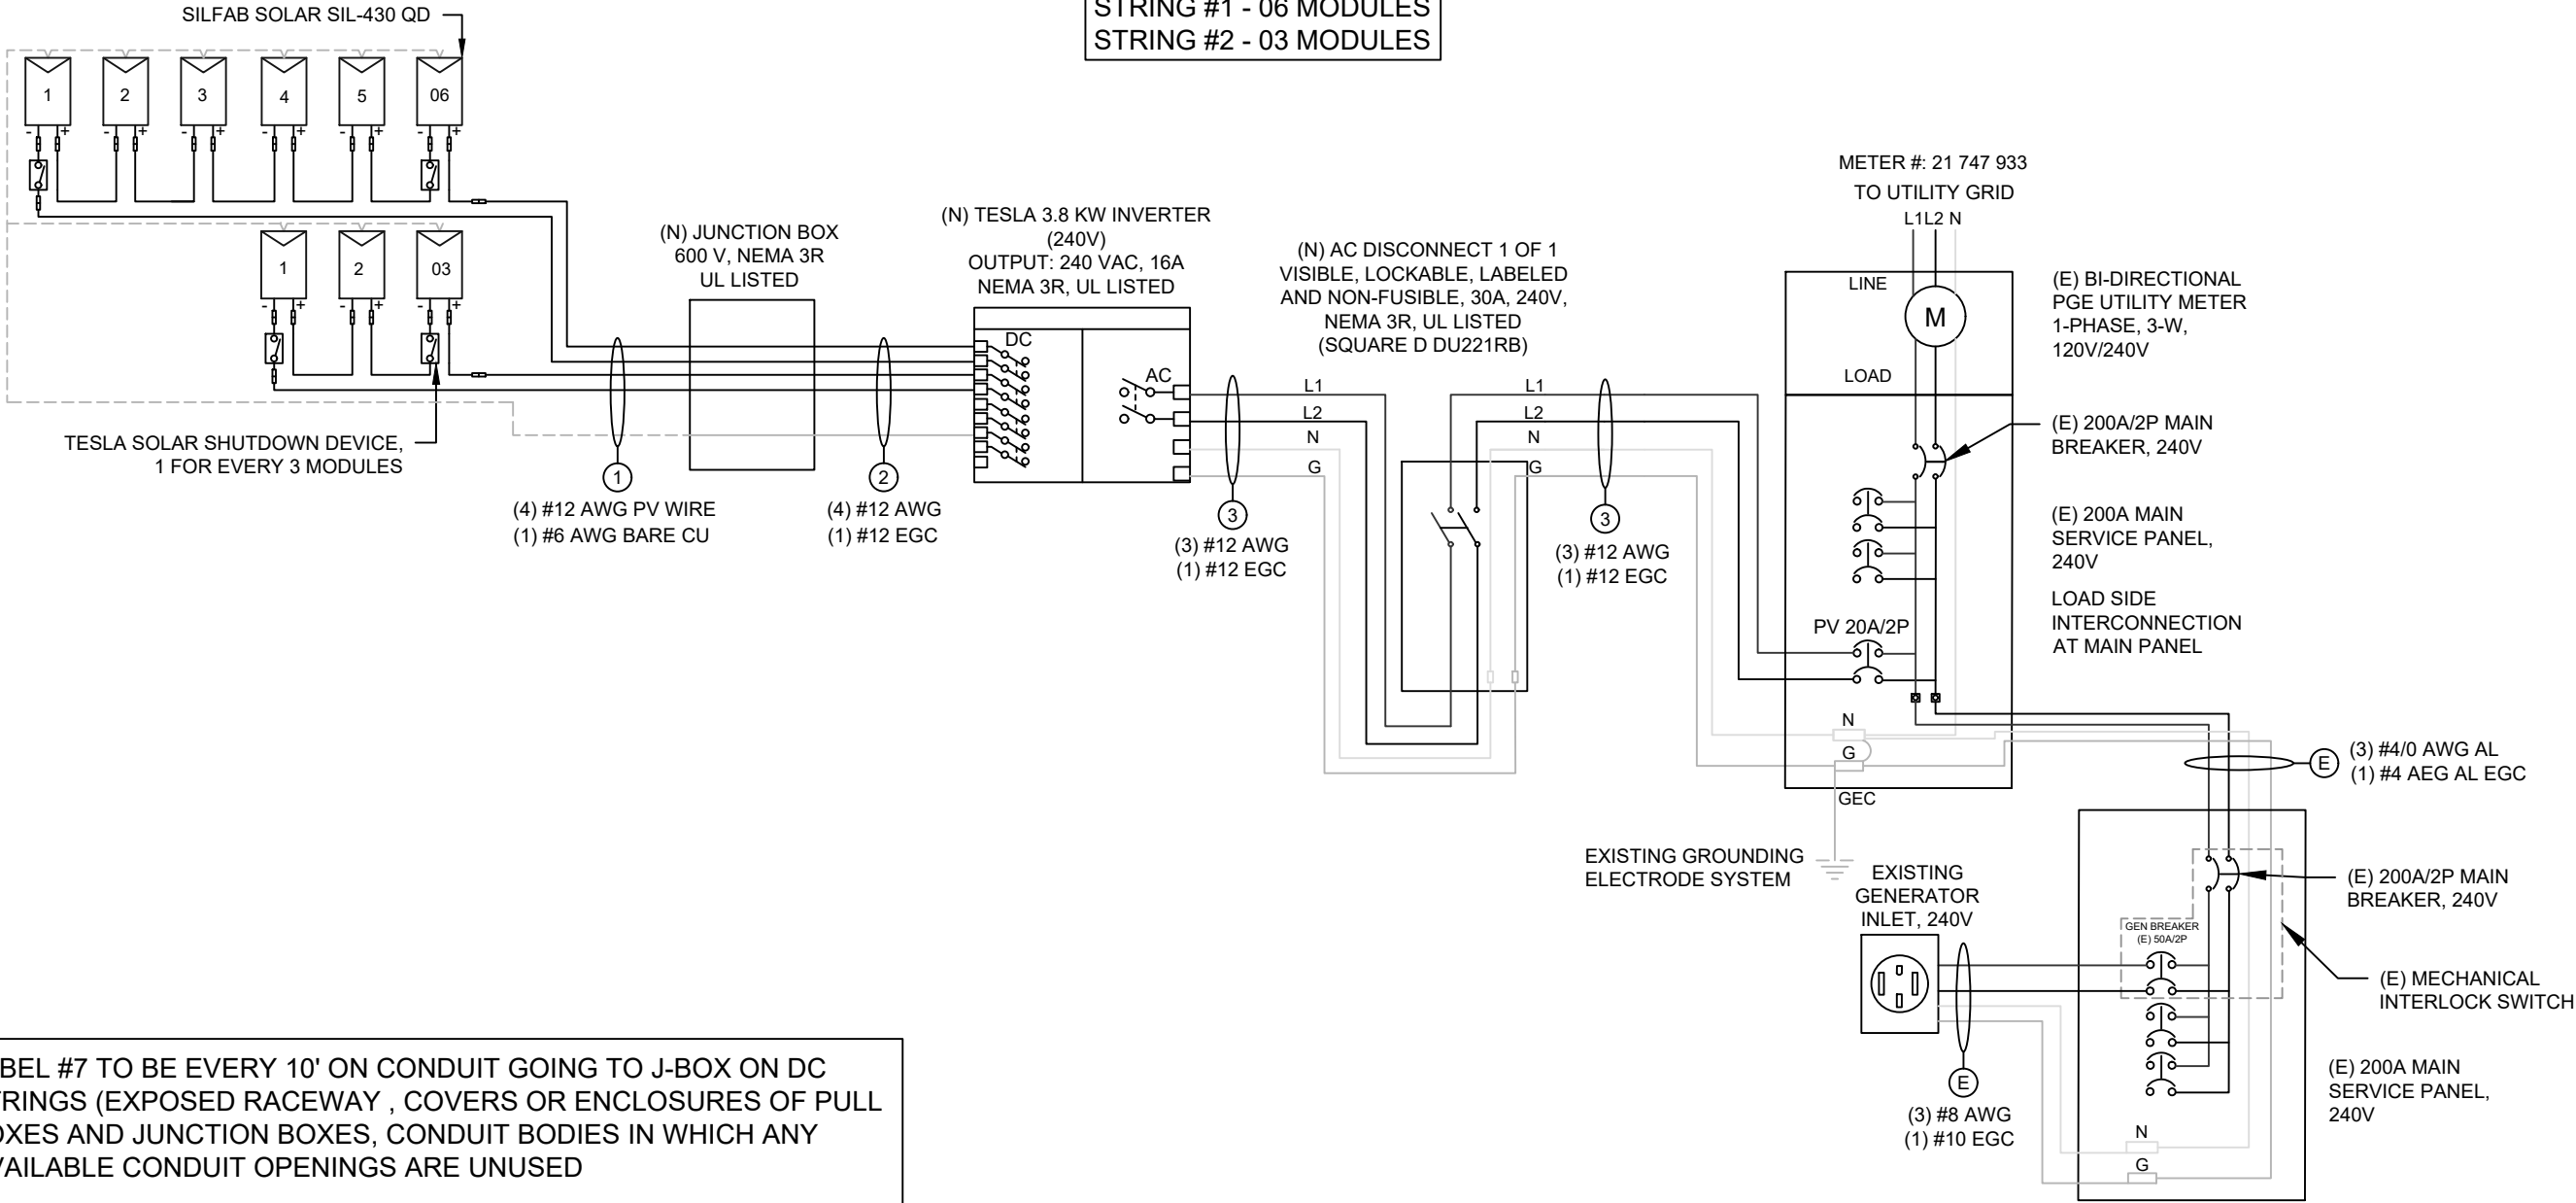 SILFAB SOLAR SIL-430 QD
STRING #1 - 06 MODULES
STRING #2 - 03 MODULES
1
2
3
4
5
06
- +
- +
- +
- +
- +
- +
1
2
03
- +
- +
- +
TESLA SOLAR SHUTDOWN DEVICE,
1 FOR EVERY 3 MODULES
1
(4) #12 AWG PV WIRE
(1) #6 AWG BARE CU
(N) JUNCTION BOX
600 V, NEMA 3R
UL LISTED
2
(4) #12 AWG
(1) #12 EGC
(N) TESLA 3.8 KW INVERTER
(240V)
OUTPUT: 240 VAC, 16A
NEMA 3R, UL LISTED
DC
AC
L1
L2
N
G
3
(3) #12 AWG
(1) #12 EGC
(N) AC DISCONNECT 1 OF 1
VISIBLE, LOCKABLE, LABELED
AND NON-FUSIBLE, 30A, 240V,
NEMA 3R, UL LISTED
(SQUARE D DU221RB)
L1
L2
N
G
3
(3) #12 AWG
(1) #12 EGC
METER #: 21 747 933
TO UTILITY GRID
L1 L2 N
LINE
M
LOAD
(E) BI-DIRECTIONAL
PGE UTILITY METER
1-PHASE, 3-W,
120V/240V
(E) 200A/2P MAIN
BREAKER, 240V
(E) 200A MAIN
SERVICE PANEL,
240V
LOAD SIDE
INTERCONNECTION
AT MAIN PANEL
PV 20A/2P
N
G
GEC
EXISTING GROUNDING
ELECTRODE SYSTEM
E
(3) #4/0 AWG AL
(1) #4 AEG AL EGC
EXISTING
GENERATOR
INLET, 240V
E
(3) #8 AWG
(1) #10 EGC
GEN BREAKER
(E) 50A/2P
(E) 200A/2P MAIN
BREAKER, 240V
(E) MECHANICAL
INTERLOCK SWITCH
(E) 200A MAIN
SERVICE PANEL,
240V
N
G
BEL #7 TO BE EVERY 10' ON CONDUIT GOING TO J-BOX ON DC
TRINGS (EXPOSED RACEWAY , COVERS OR ENCLOSURES OF PULL
OXES AND JUNCTION BOXES, CONDUIT BODIES IN WHICH ANY
VAILABLE CONDUIT OPENINGS ARE UNUSED